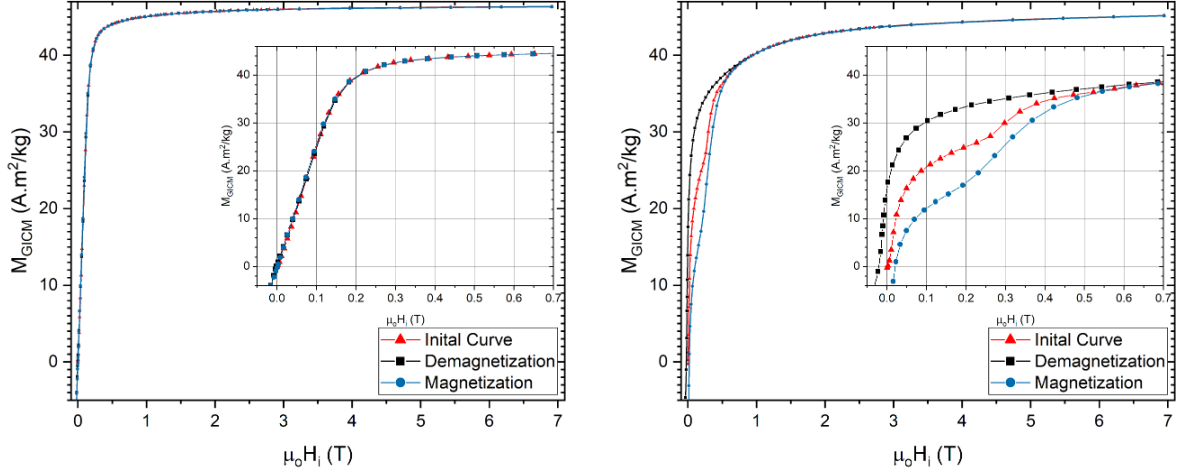 40
30
20
10
0
M_GICM (A.m²/kg)
0 1 2 3 4 5 6 7
μ₀Hᵢ (T)
40
30
20
10
0
M_GICM (A.m²/kg)
0.0 0.1 0.2 0.3 0.4 0.5 0.6 0.7
μ₀Hᵢ (T)
Inital Curve
Demagnetization
Magnetization
40
30
20
10
0
M_GICM (A.m²/kg)
0 1 2 3 4 5 6 7
μ₀Hᵢ (T)
40
30
20
10
0
M_GICM (A.m²/kg)
0.0 0.1 0.2 0.3 0.4 0.5 0.6 0.7
μ₀Hᵢ (T)
Inital Curve
Demagnetization
Magnetization